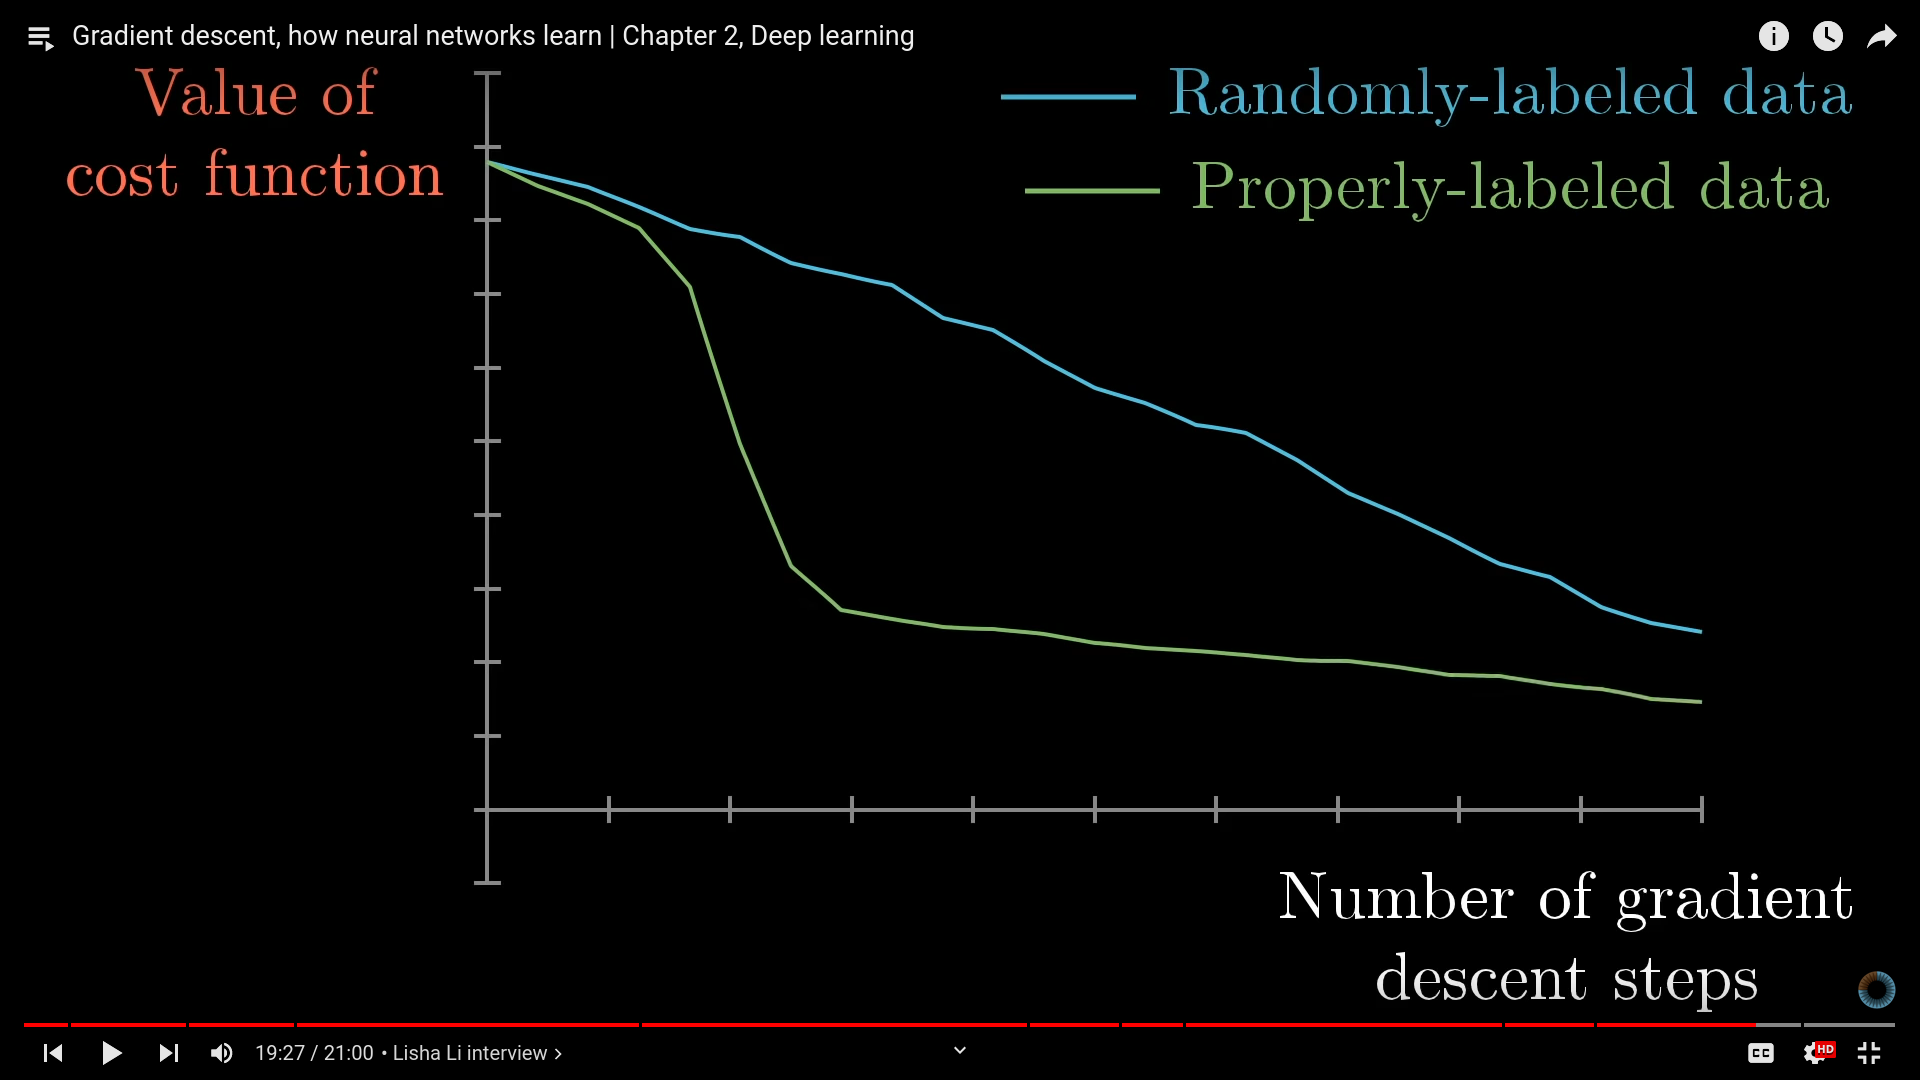 Gradient descent, how neural networks learn | Chapter 2, Deep learning
Value of
cost function
Randomly-labeled data
Properly-labeled data
Number of gradient
descent steps
19:27 / 21:00 • Lisha Li interview ›
CC
HD